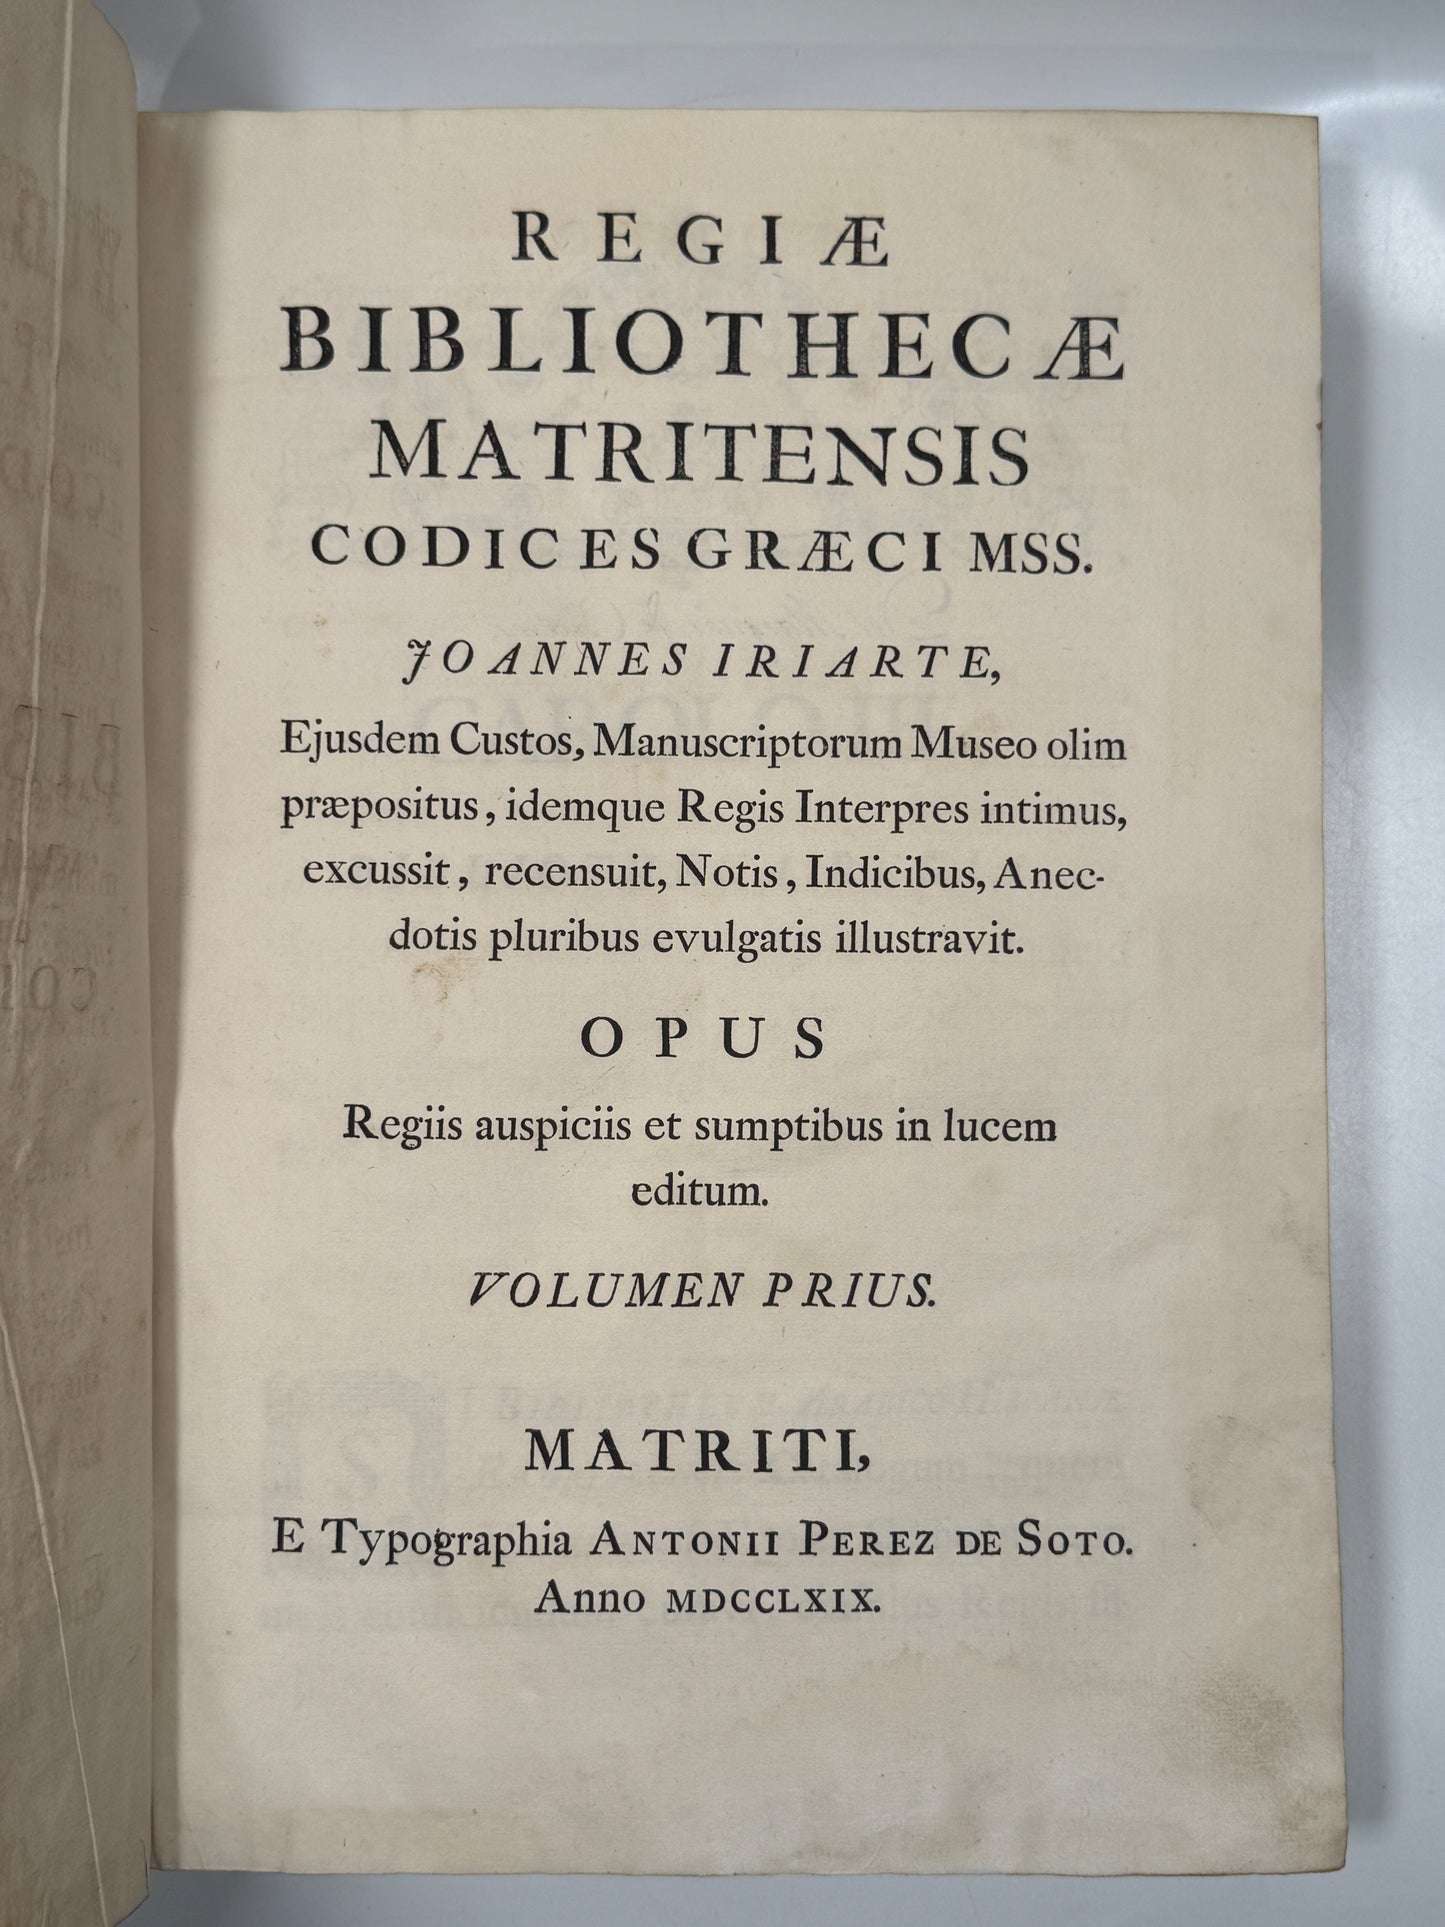 REGIÆ
BIBLIOTHECÆ
MATRITENSIS
CODICES GRÆCI MSS.
JOANNES IRIARTE,
Ejusdem Custos, Manuscriptorum Museo olim
præpositus, idemque Regis Interpres intimus,
excussit, recensuit, Notis, Indicibus, Anec-
dotis pluribus evulgatis illustravit.
OPUS
Regiis auspiciis et sumptibus in lucem
editum.
VOLUMEN PRIUS.
MATRITI,
E Typographia ANTONII PEREZ DE SOTO.
Anno MDCCLXIX.